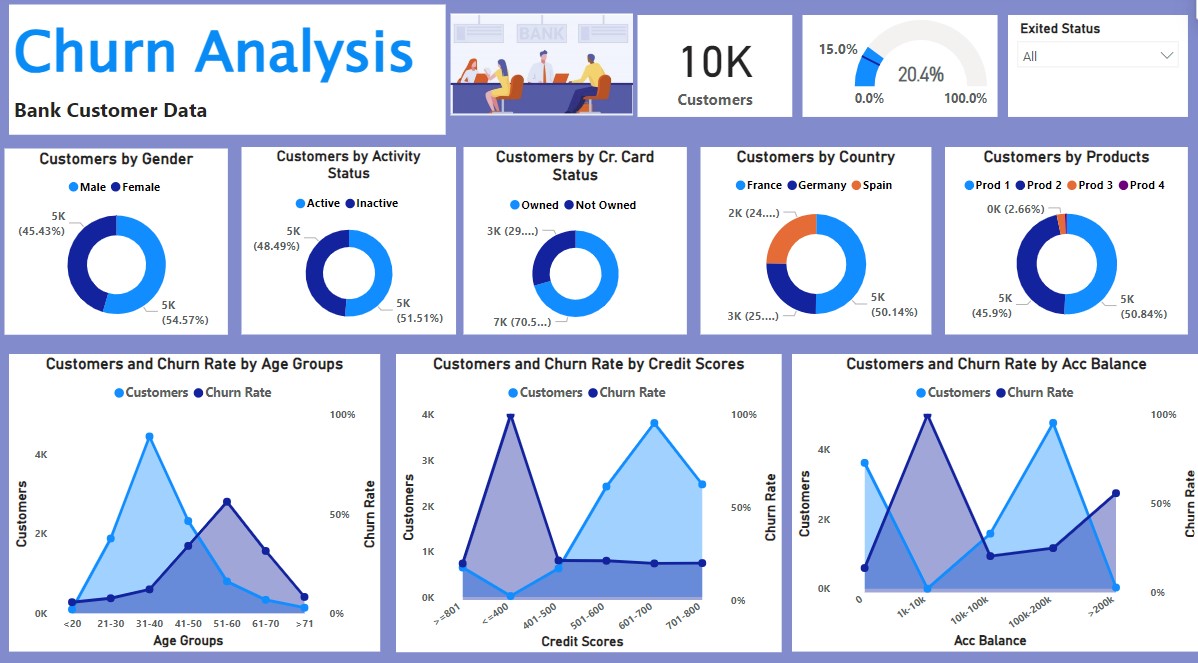 Churn Analysis
Bank Customer Data
BANK
10K
Customers
15.0%
20.4%
0.0%
100.0%
Exited Status
All
Customers by Gender
Male Female
5K
(45.43%)
5K
(54.57%)
Customers by Activity
Status
Active Inactive
5K
(48.49%)
5K
(51.51%)
Customers by Cr. Card
Status
Owned Not Owned
3K (29....)
7K (70.5...)
Customers by Country
France Germany Spain
2K (24....)
3K (25....)
5K
(50.14%)
Customers by Products
Prod 1 Prod 2 Prod 3 Prod 4
0K (2.66%)
5K
(45.9%)
5K
(50.84%)
Customers and Churn Rate by Age Groups
Customers Churn Rate
100%
4K
50%
2K
0K
0%
Customers
Churn Rate
<20 21-30 31-40 41-50 51-60 61-70 >71
Age Groups
Customers and Churn Rate by Credit Scores
Customers Churn Rate
4K
100%
3K
2K
50%
1K
0K
0%
Customers
Churn Rate
>=801 <=400 401-500 501-600 601-700 701-800
Credit Scores
Customers and Churn Rate by Acc Balance
Customers Churn Rate
100%
4K
50%
2K
0K
0%
Customers
Churn Rate
0 1k-10k 10k-100k 100k-200k >200k
Acc Balance